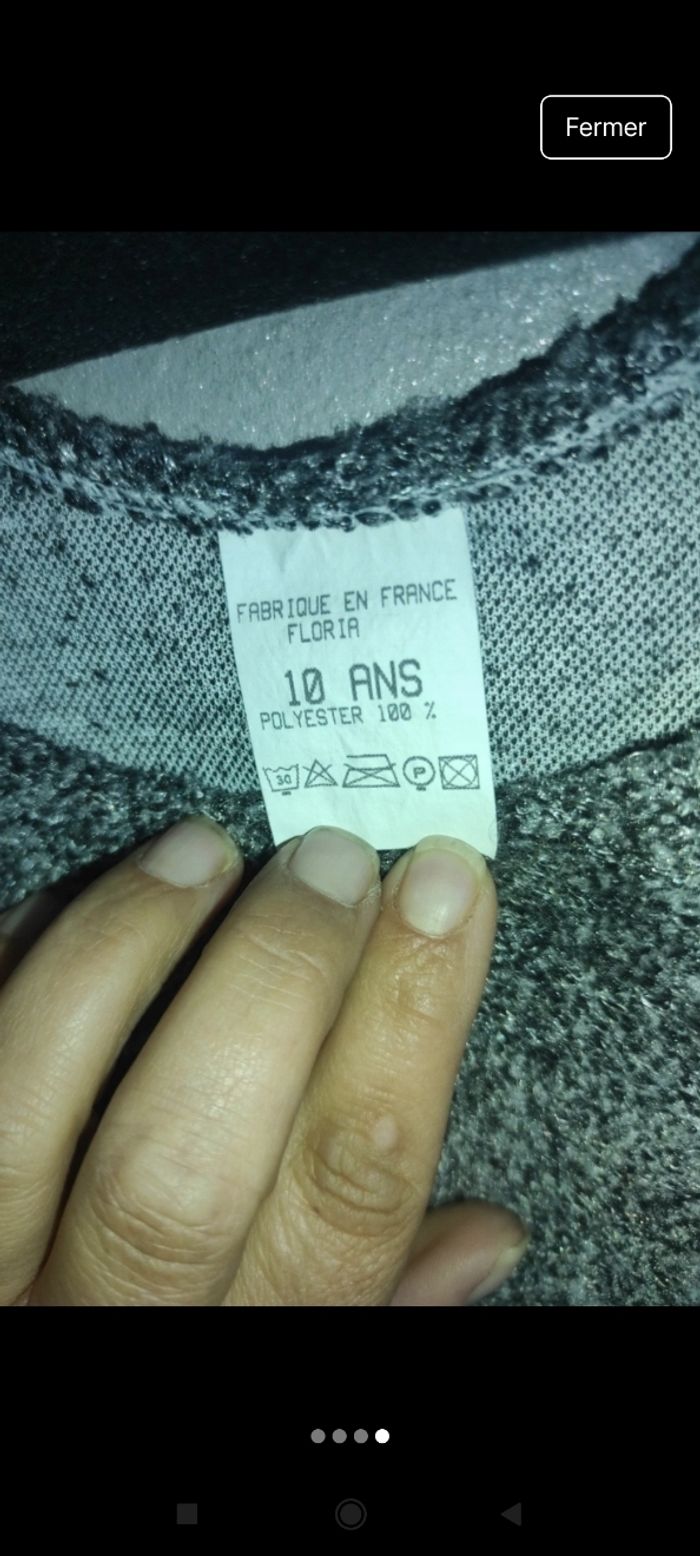 Fermer
FABRIQUE EN FRANCE
FLORIA
10 ANS
POLYESTER 100 %
30 P